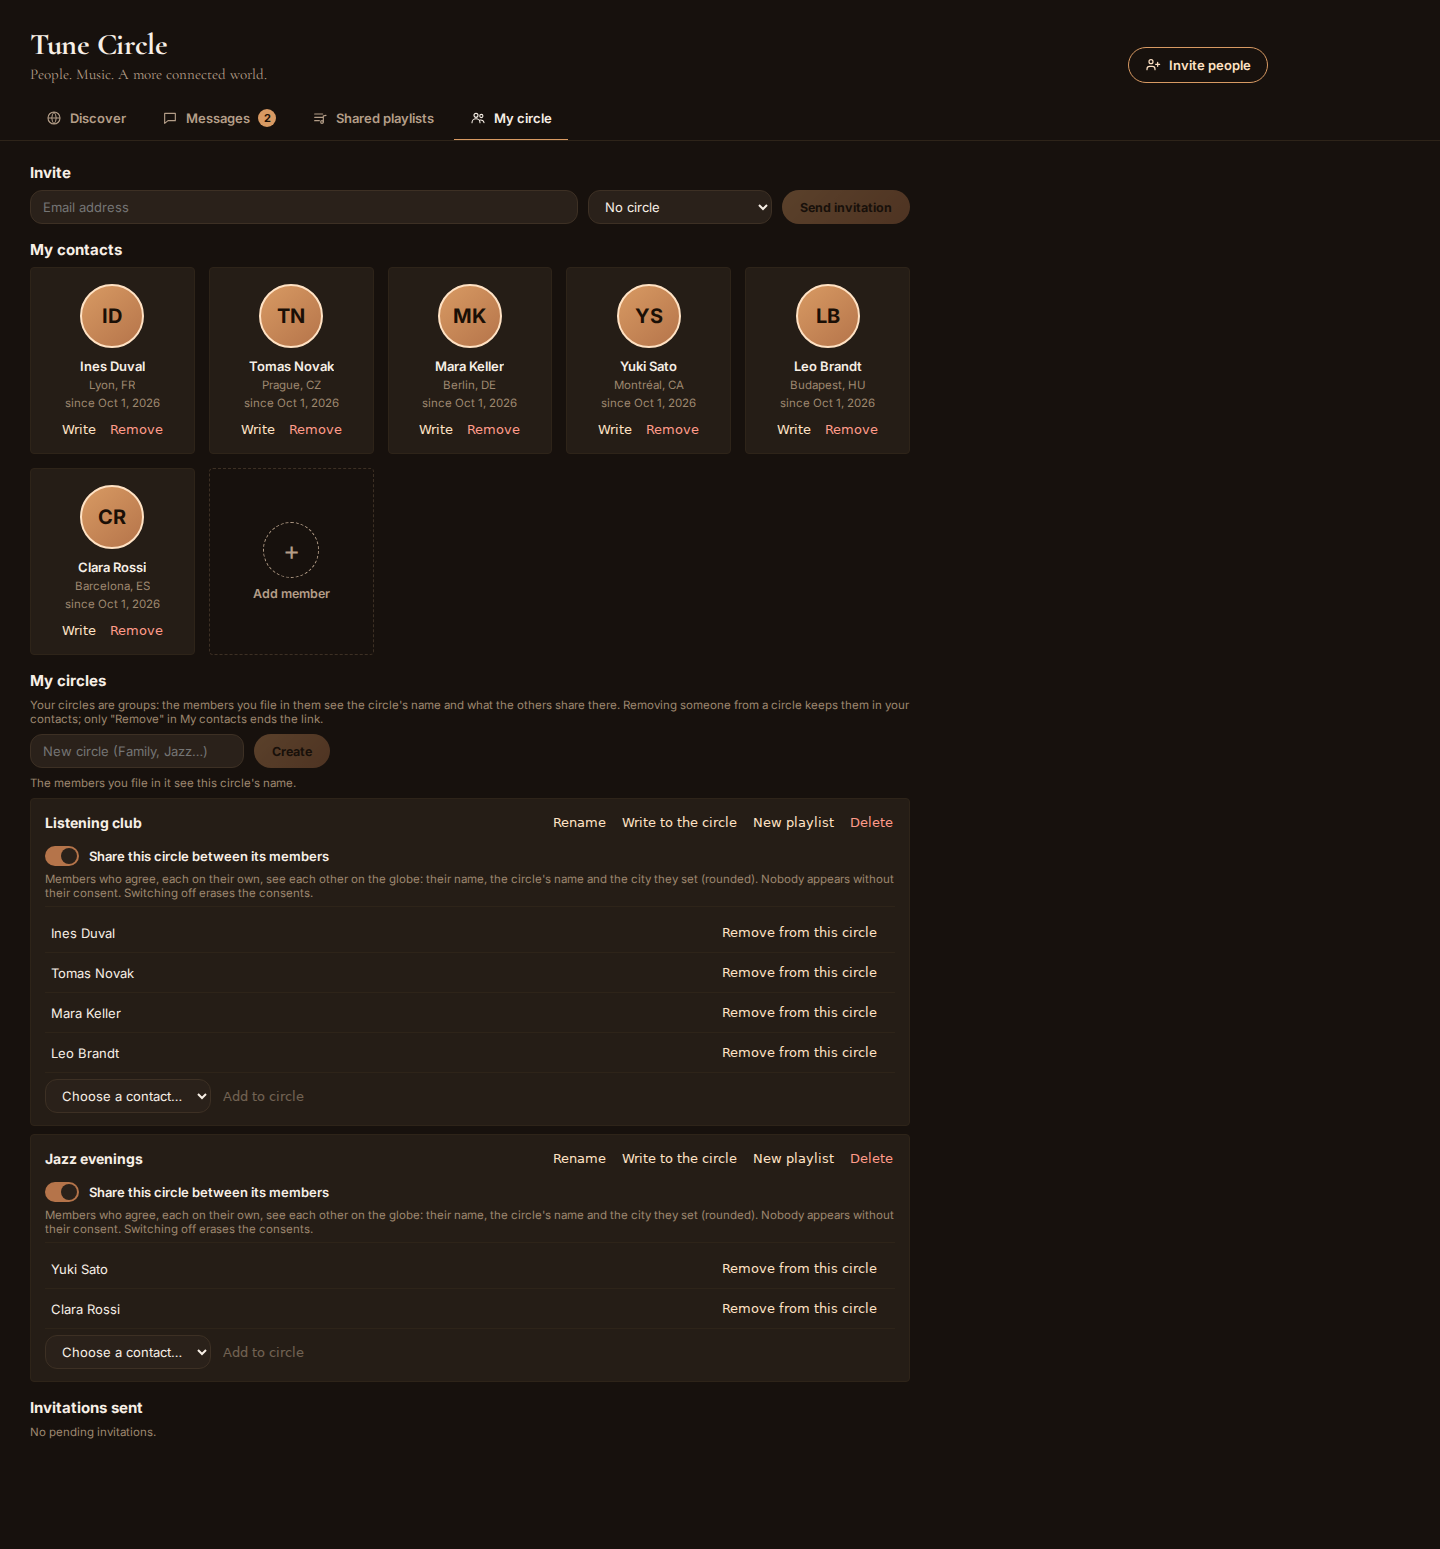 Tune Circle
People. Music. A more connected world.
Invite people
Discover
Messages 2
Shared playlists
My circle
Invite
Email address
No circle
Send invitation
My contacts
ID
Ines Duval
Lyon, FR
since Oct 1, 2026
Write Remove
TN
Tomas Novak
Prague, CZ
since Oct 1, 2026
Write Remove
MK
Mara Keller
Berlin, DE
since Oct 1, 2026
Write Remove
YS
Yuki Sato
Montréal, CA
since Oct 1, 2026
Write Remove
LB
Leo Brandt
Budapest, HU
since Oct 1, 2026
Write Remove
CR
Clara Rossi
Barcelona, ES
since Oct 1, 2026
Write Remove
+
Add member
My circles
Your circles are groups: the members you file in them see the circle's name and what the others share there. Removing someone from a circle keeps them in your
contacts; only "Remove" in My contacts ends the link.
New circle (Family, Jazz...)
Create
The members you file in it see this circle's name.
Listening club
Rename Write to the circle New playlist Delete
Share this circle between its members
Members who agree, each on their own, see each other on the globe: their name, the circle's name and the city they set (rounded). Nobody appears without
their consent. Switching off erases the consents.
Ines Duval Remove from this circle
Tomas Novak Remove from this circle
Mara Keller Remove from this circle
Leo Brandt Remove from this circle
Choose a contact... Add to circle
Jazz evenings
Rename Write to the circle New playlist Delete
Share this circle between its members
Members who agree, each on their own, see each other on the globe: their name, the circle's name and the city they set (rounded). Nobody appears without
their consent. Switching off erases the consents.
Yuki Sato Remove from this circle
Clara Rossi Remove from this circle
Choose a contact... Add to circle
Invitations sent
No pending invitations.